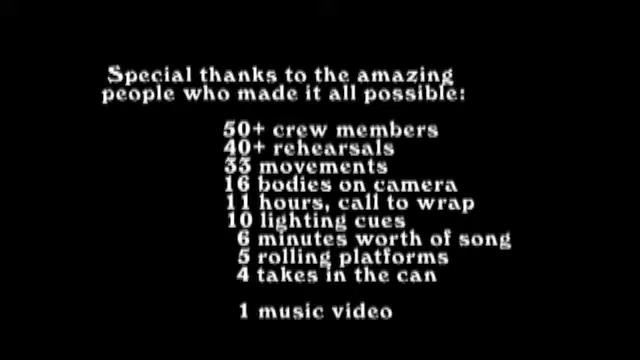 Special thanks to the amazing
people who made it all possible:
50+ crew members
40+ rehearsals
33 movements
16 bodies on camera
11 hours, call to wrap
10 lighting cues
6 minutes worth of song
5 rolling platforms
4 takes in the can
1 music video